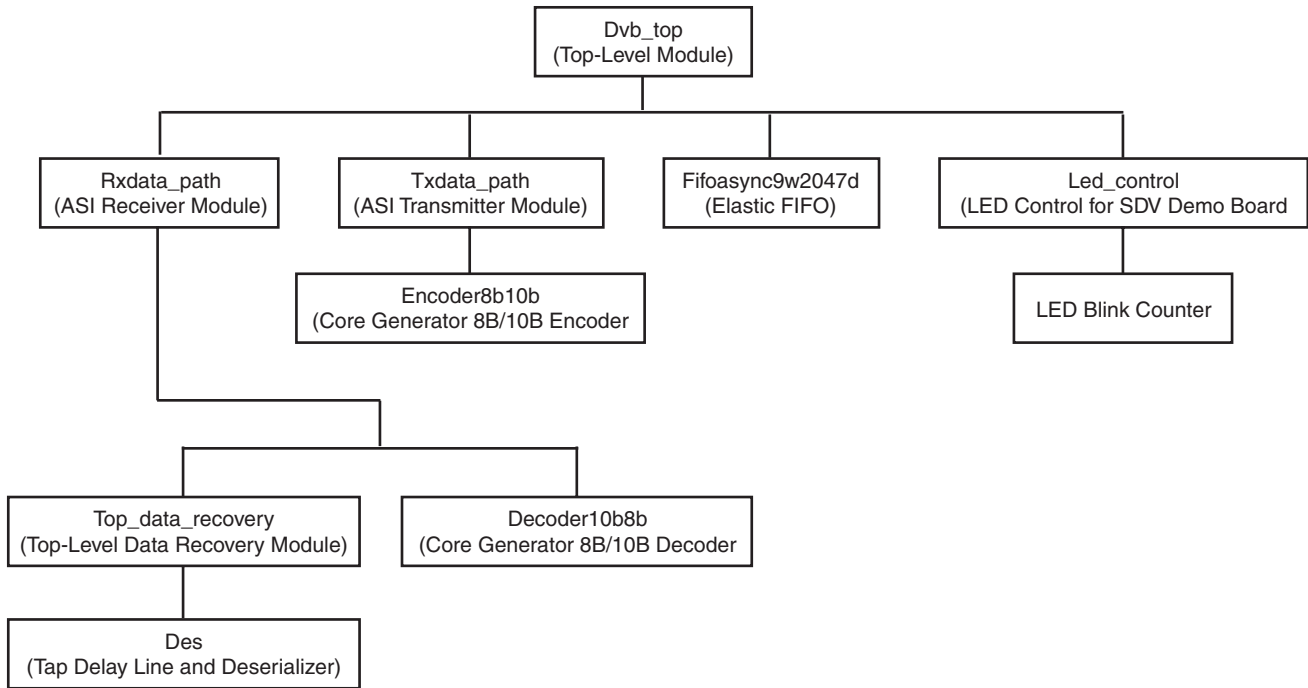 Dvb_top
(Top-Level Module)
Rxdata_path
(ASI Receiver Module)
Txdata_path
(ASI Transmitter Module)
Fifoasync9w2047d
(Elastic FIFO)
Led_control
(LED Control for SDV Demo Board
Encoder8b10b
(Core Generator 8B/10B Encoder
LED Blink Counter
Top_data_recovery
(Top-Level Data Recovery Module)
Decoder10b8b
(Core Generator 8B/10B Decoder
Des
(Tap Delay Line and Deserializer)